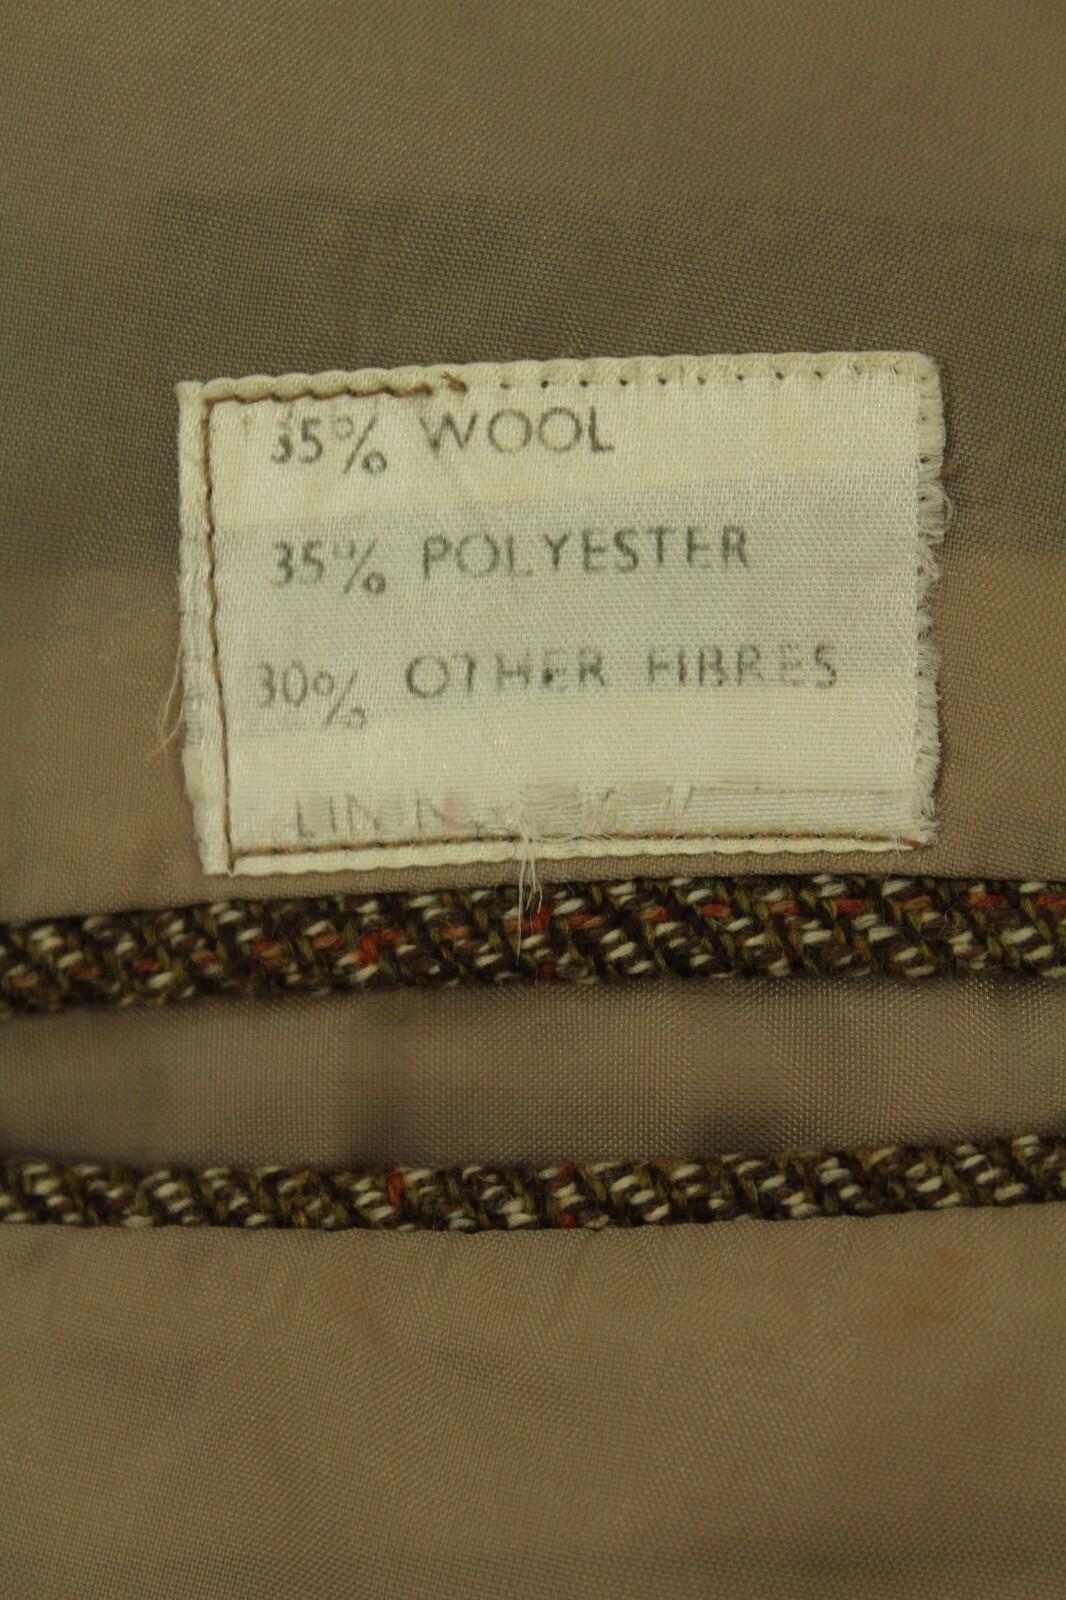 35% WOOL
35% POLYESTER
30% OTHER FIBRES